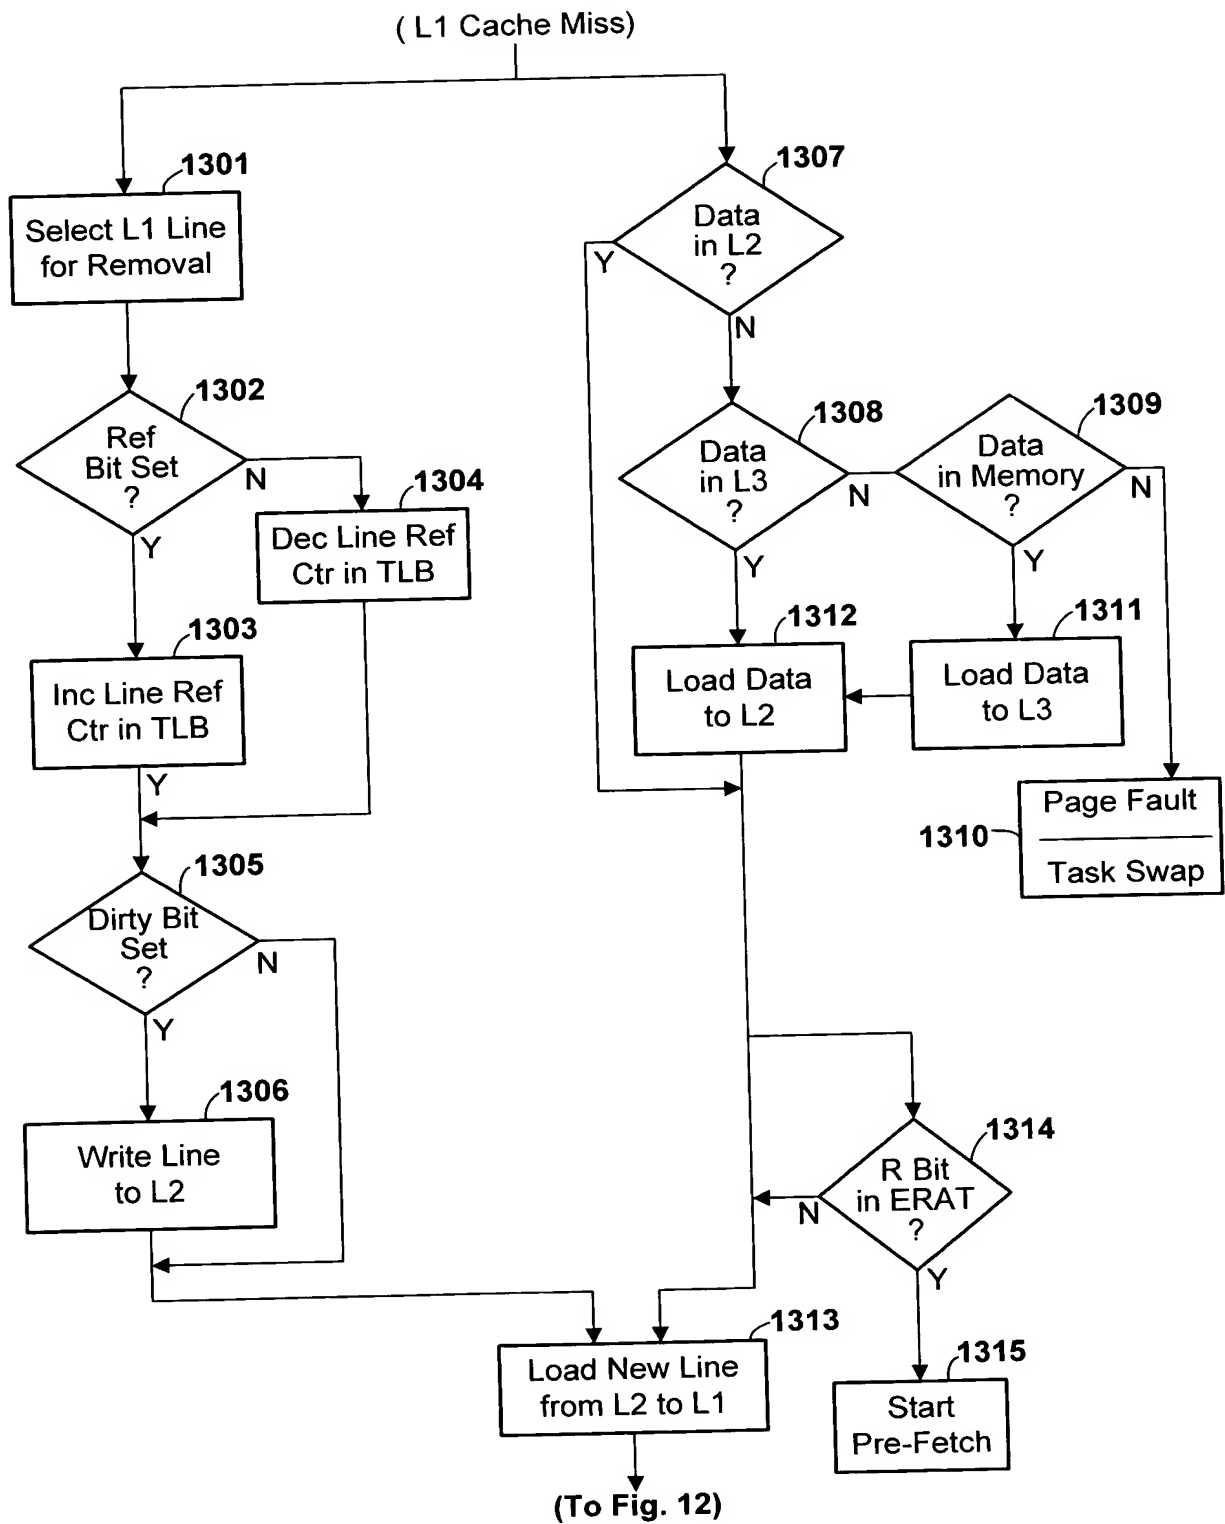 ( L1 Cache Miss)
1301
Select L1 Line
for Removal
1302
Ref
Bit Set
?
N
Y
1304
Dec Line Ref
Ctr in TLB
1303
Inc Line Ref
Ctr in TLB
Y
1305
Dirty Bit
Set
?
N
Y
1306
Write Line
to L2
1307
Data
in L2
?
Y
N
1308
Data
in L3
?
N
Y
1309
Data
in Memory
?
N
Y
1312
Load Data
to L2
1311
Load Data
to L3
1310
Page Fault
Task Swap
1314
R Bit
in ERAT
?
N
Y
1313
Load New Line
from L2 to L1
1315
Start
Pre-Fetch
(To Fig. 12)